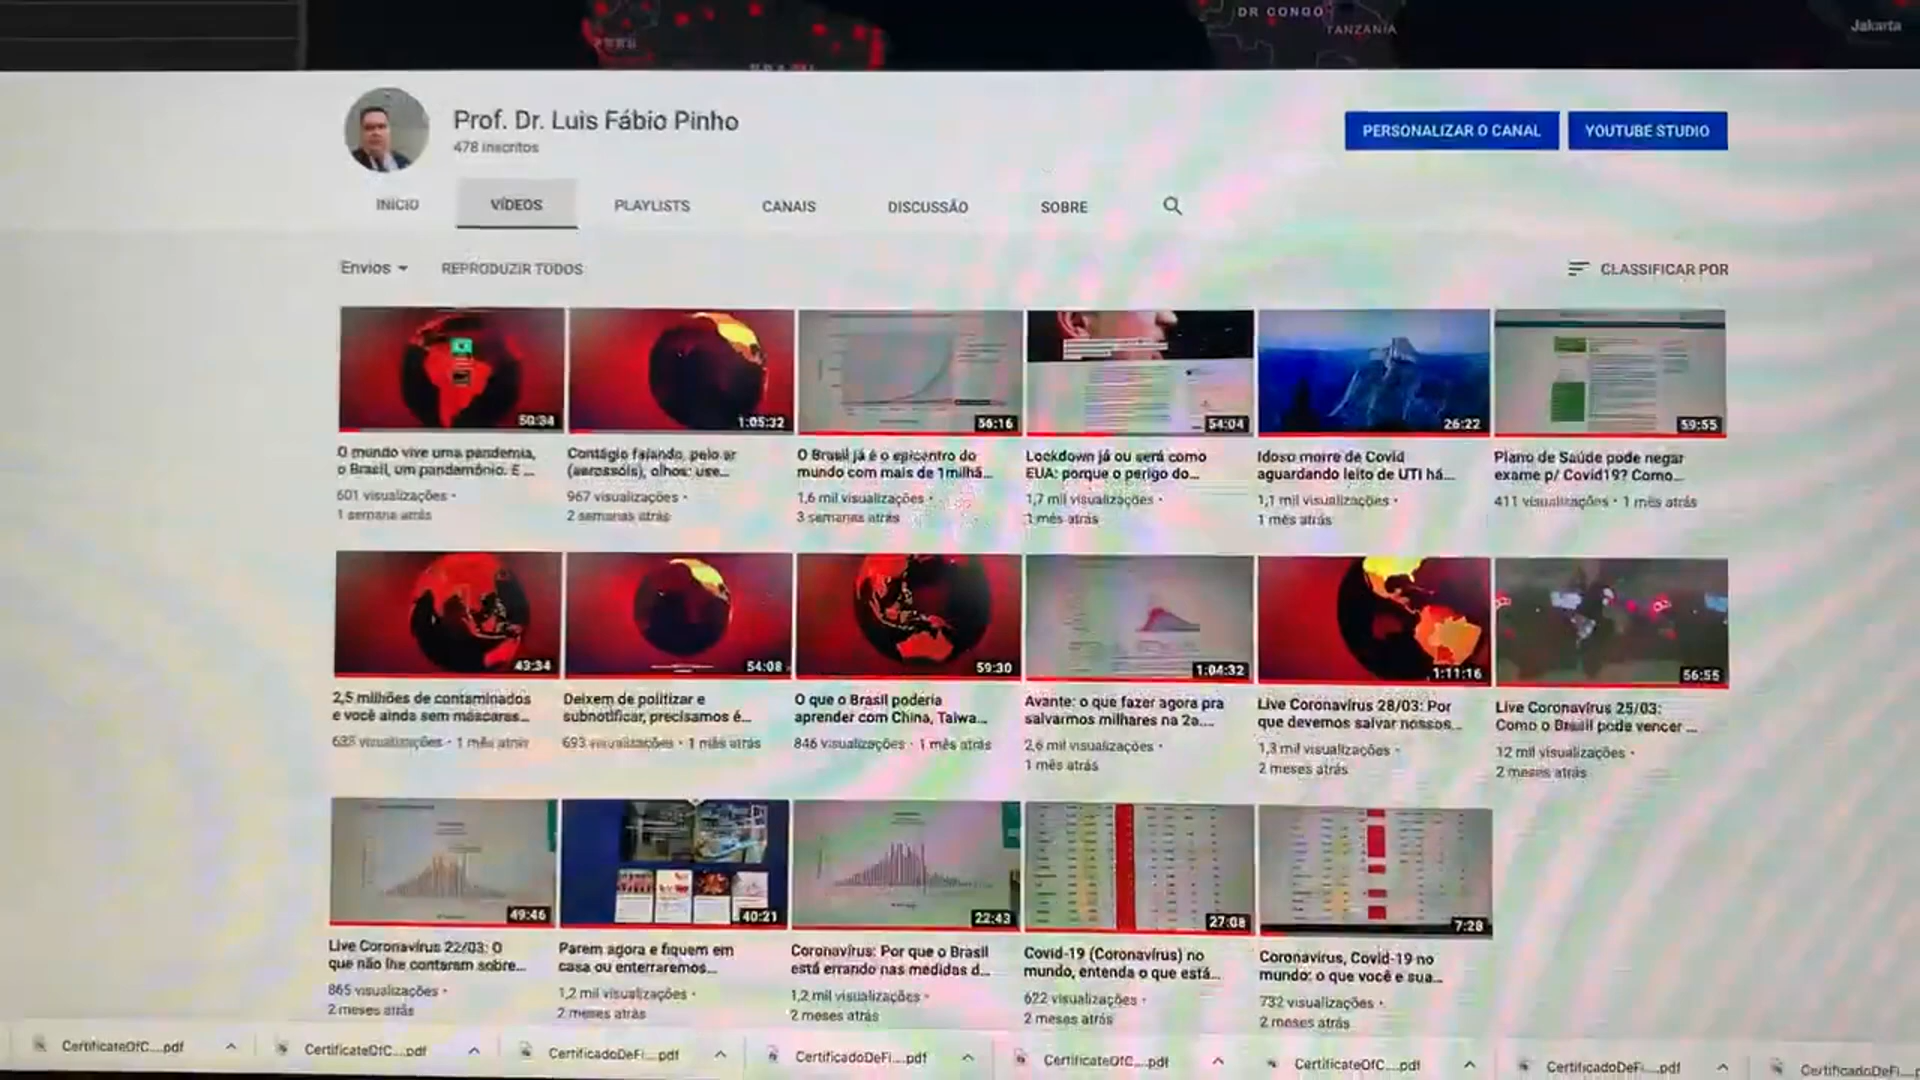 DR CONGO
TANZANIA
Jakarta
PERU
Prof. Dr. Luis Fábio Pinho
478 inscritos
PERSONALIZAR O CANAL
YOUTUBE STUDIO
INÍCIO
VÍDEOS
PLAYLISTS
CANAIS
DISCUSSÃO
SOBRE
Envios
REPRODUZIR TODOS
CLASSIFICAR POR
50:34
1:05:32
56:16
54:04
26:22
59:55
O mundo vive uma pandemia,
o Brasil, um pandemônio. E ...
601 visualizações •
1 semana atrás
Contágio falando, pelo ar
(aerossóis), olhos: use...
967 visualizações •
2 semanas atrás
O Brasil já é o epicentro do
mundo com mais de 1milhã...
1,6 mil visualizações •
3 semanas atrás
Lockdown já ou será como
EUA: porque o perigo do...
1,7 mil visualizações •
1 mês atrás
Idoso morre de Covid
aguardando leito de UTI há...
1,1 mil visualizações •
1 mês atrás
Plano de Saúde pode negar
exame p/ Covid19? Como...
411 visualizações • 1 mês atrás
43:34
54:08
59:30
1:04:32
1:11:16
56:55
2,5 milhões de contaminados
e você ainda sem máscaras...
visualizações • 1 mês atrás
Deixem de politizar e
subnotificar, precisamos é...
693 visualizações • 1 mês atrás
O que o Brasil poderia
aprender com China, Taiwa...
846 visualizações • 1 mês atrás
Avante: o que fazer agora pra
salvarmos milhares na 2a....
2,6 mil visualizações •
1 mês atrás
Live Coronavírus 28/03: Por
que devemos salvar nossos...
1,3 mil visualizações •
2 meses atrás
Live Coronavírus 25/03:
Como o Brasil pode vencer ...
12 mil visualizações •
2 meses atrás
49:46
40:21
22:43
27:08
7:28
Live Coronavírus 22/03: O
que não lhe contaram sobre...
865 visualizações •
2 meses atrás
Parem agora e fiquem em
casa ou enterraremos...
1,2 mil visualizações •
2 meses atrás
Coronavírus: Por que o Brasil
está errando nas medidas d...
1,2 mil visualizações •
2 meses atrás
Covid-19 (Coronavírus) no
mundo, entenda o que está...
622 visualizações •
2 meses atrás
Coronavirus, Covid-19 no
mundo: o que você e sua...
732 visualizações •
2 meses atrás
CertificateOfC....pdf
CertificateOfC....pdf
CertificadoDeFi....pdf
CertificadoDeFi....pdf
CertificateOfC....pdf
CertificateOfC....pdf
CertificadoDeFi....pdf
CertificadoDeFi....p